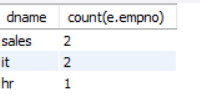 dname count(e.empno)
sales 2
it 2
hr 1